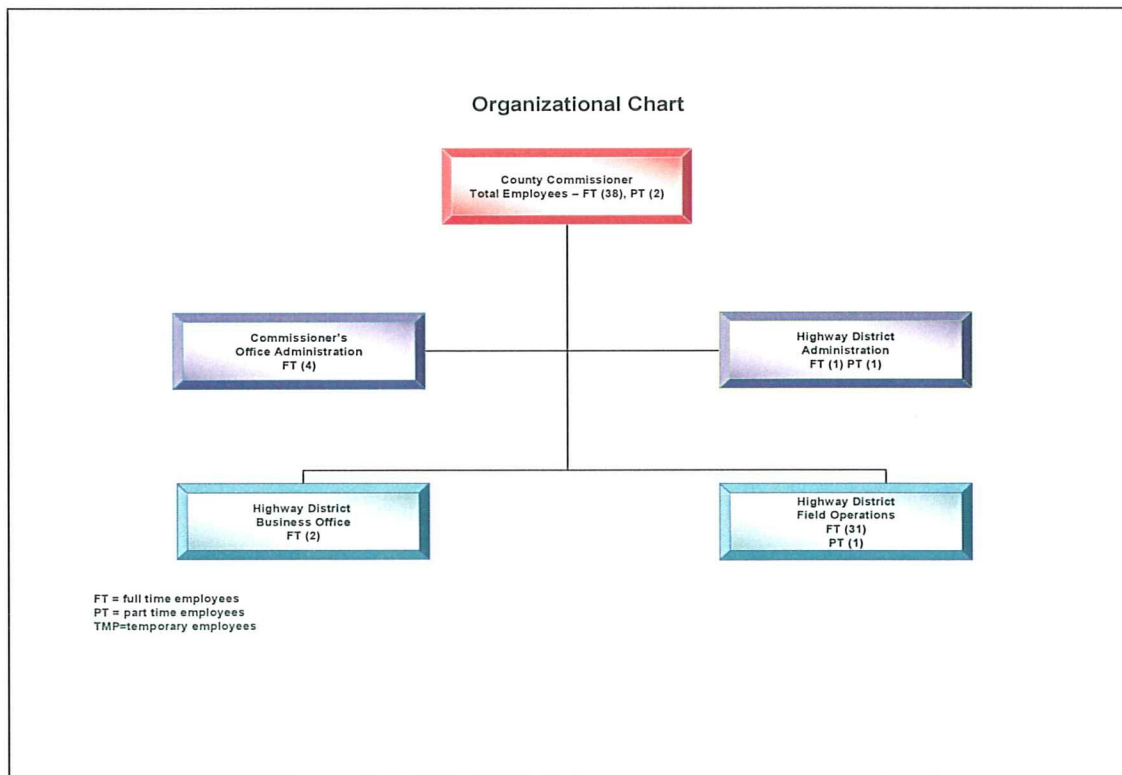 Organizational Chart
County Commissioner
Total Employees – FT (38), PT (2)
Commissioner's
Office Administration
FT (4)
Highway District
Administration
FT (1) PT (1)
Highway District
Business Office
FT (2)
Highway District
Field Operations
FT (31)
PT (1)
FT = full time employees
PT = part time employees
TMP=temporary employees